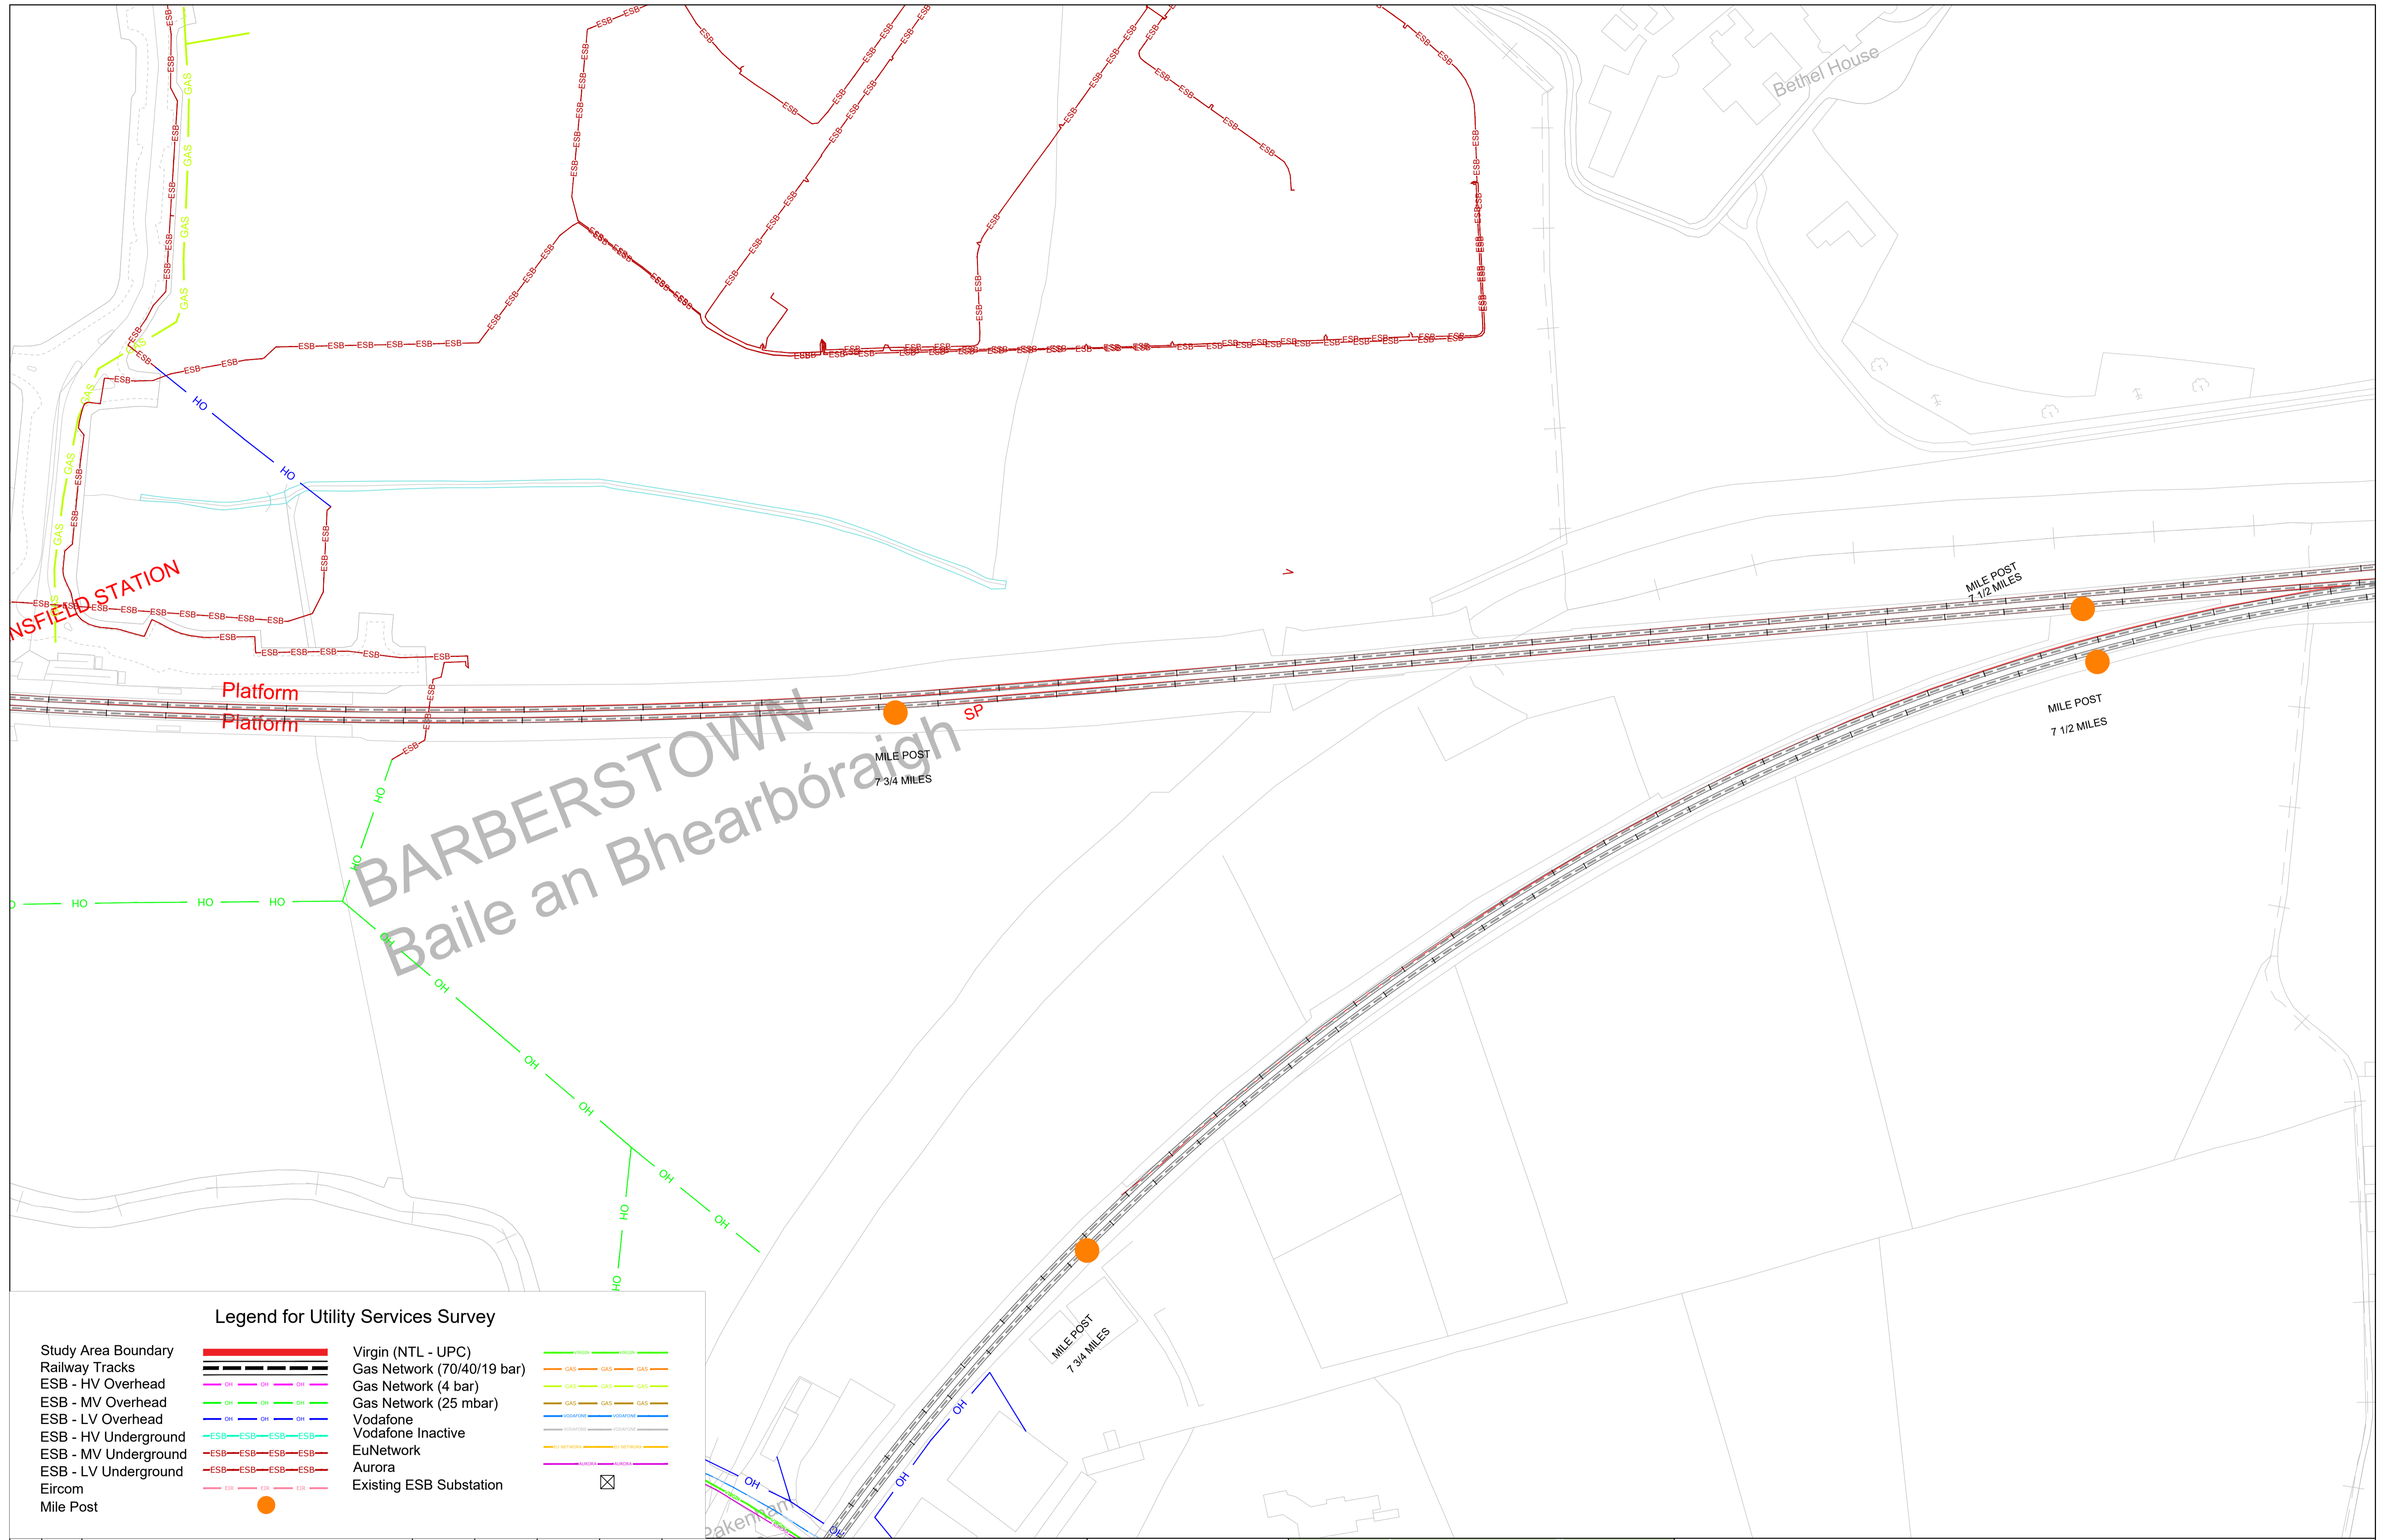 Bethel House
ESB
GAS
OH
NSFIELD STATION
Platform
Platform
SP
BARBERSTOWN
Baile an Bhearbóraigh
MILE POST
7 3/4 MILES
MILE POST
7 1/2 MILES
MILE POST
7 1/2 MILES
MILE POST
7 3/4 MILES
Legend for Utility Services Survey
Study Area Boundary
Railway Tracks
ESB - HV Overhead
ESB - MV Overhead
ESB - LV Overhead
ESB - HV Underground
ESB - MV Underground
ESB - LV Underground
Eircom
Mile Post
Virgin (NTL - UPC)
Gas Network (70/40/19 bar)
Gas Network (4 bar)
Gas Network (25 mbar)
Vodafone
Vodafone Inactive
EuNetwork
Aurora
Existing ESB Substation